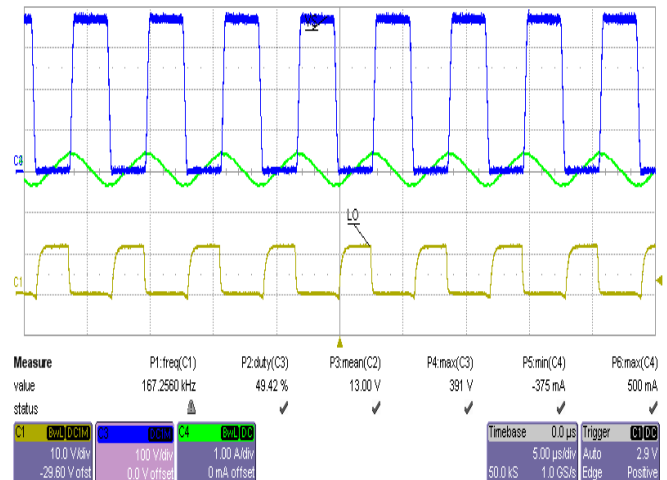 C3
LO
C1
Measure P1:freq(C1) P2:duty(C3) P3:mean(C2) P4:max(C3) P5:min(C4) P6:max(C4)
value 167.2560 kHz 49.42 % 13.00 V 391 V -375 mA 500 mA
status
C1 BwL DC1M
10.0 V/div
-29.60 V ofst
100 V/div
0.0 V offset
C4 BwL DC
1.00 A/div
0 mA offset
Timebase 0.0 µs
5.00 µs/div
50.0 kS 1.0 GS/s
Trigger C1 DC
Auto 2.9 V
Edge Positive